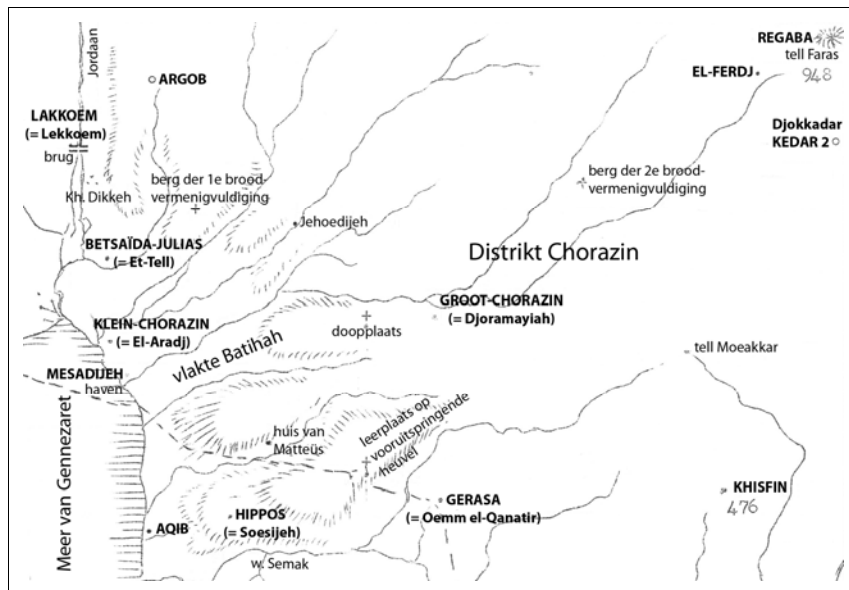 Jordaan
REGABA
tell Faras
948
ARGOB
EL-FERDJ
LAKKOEM
(= Lekkoem)
brug
Djokkadar
KEDAR 2
Kh. Dikkeh
berg der 1e brood-
vermenigvuldiging
berg der 2e brood-
vermenigvuldiging
Jehoedijeh
BETSAÏDA-JULIAS
(= Et-Tell)
Distrikt Chorazin
GROOT-CHORAZIN
(= Djoramayiah)
KLEIN-CHORAZIN
(= El-Aradj)
doopplaats
vlakte Batihah
tell Moeakkar
MESADIJEH
haven
leerplaats op
vooruitspringende
heuvel
huis van
Matteüs
Meer van Gennezaret
KHISFIN
476
GERASA
(= Oemm el-Qanatir)
HIPPOS
(= Soesijeh)
AQIB
w. Semak